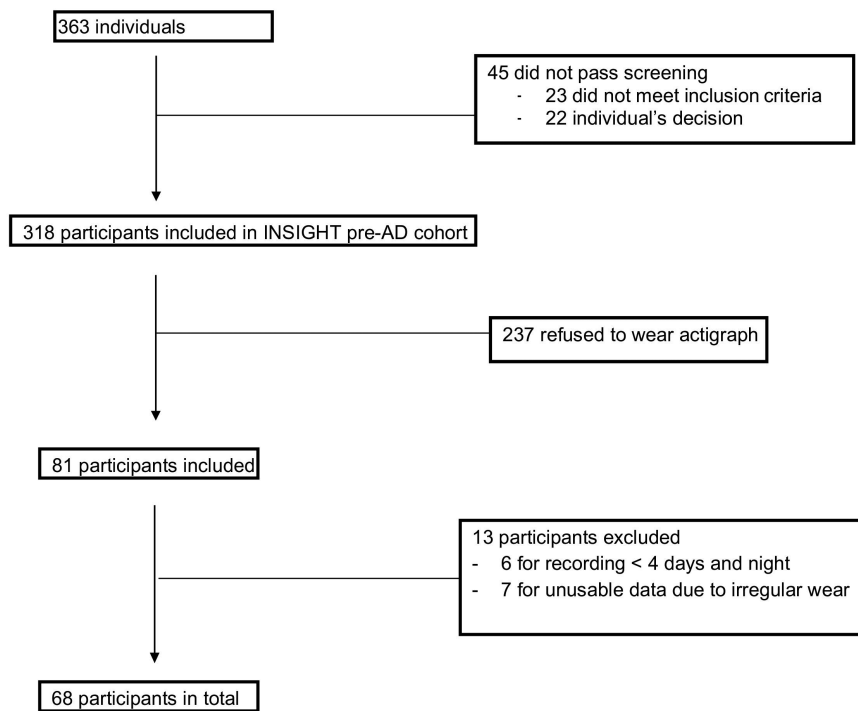 363 individuals
45 did not pass screening
- 23 did not meet inclusion criteria
- 22 individual's decision
318 participants included in INSIGHT pre-AD cohort
237 refused to wear actigraph
81 participants included
13 participants excluded
- 6 for recording < 4 days and night
- 7 for unusable data due to irregular wear
68 participants in total